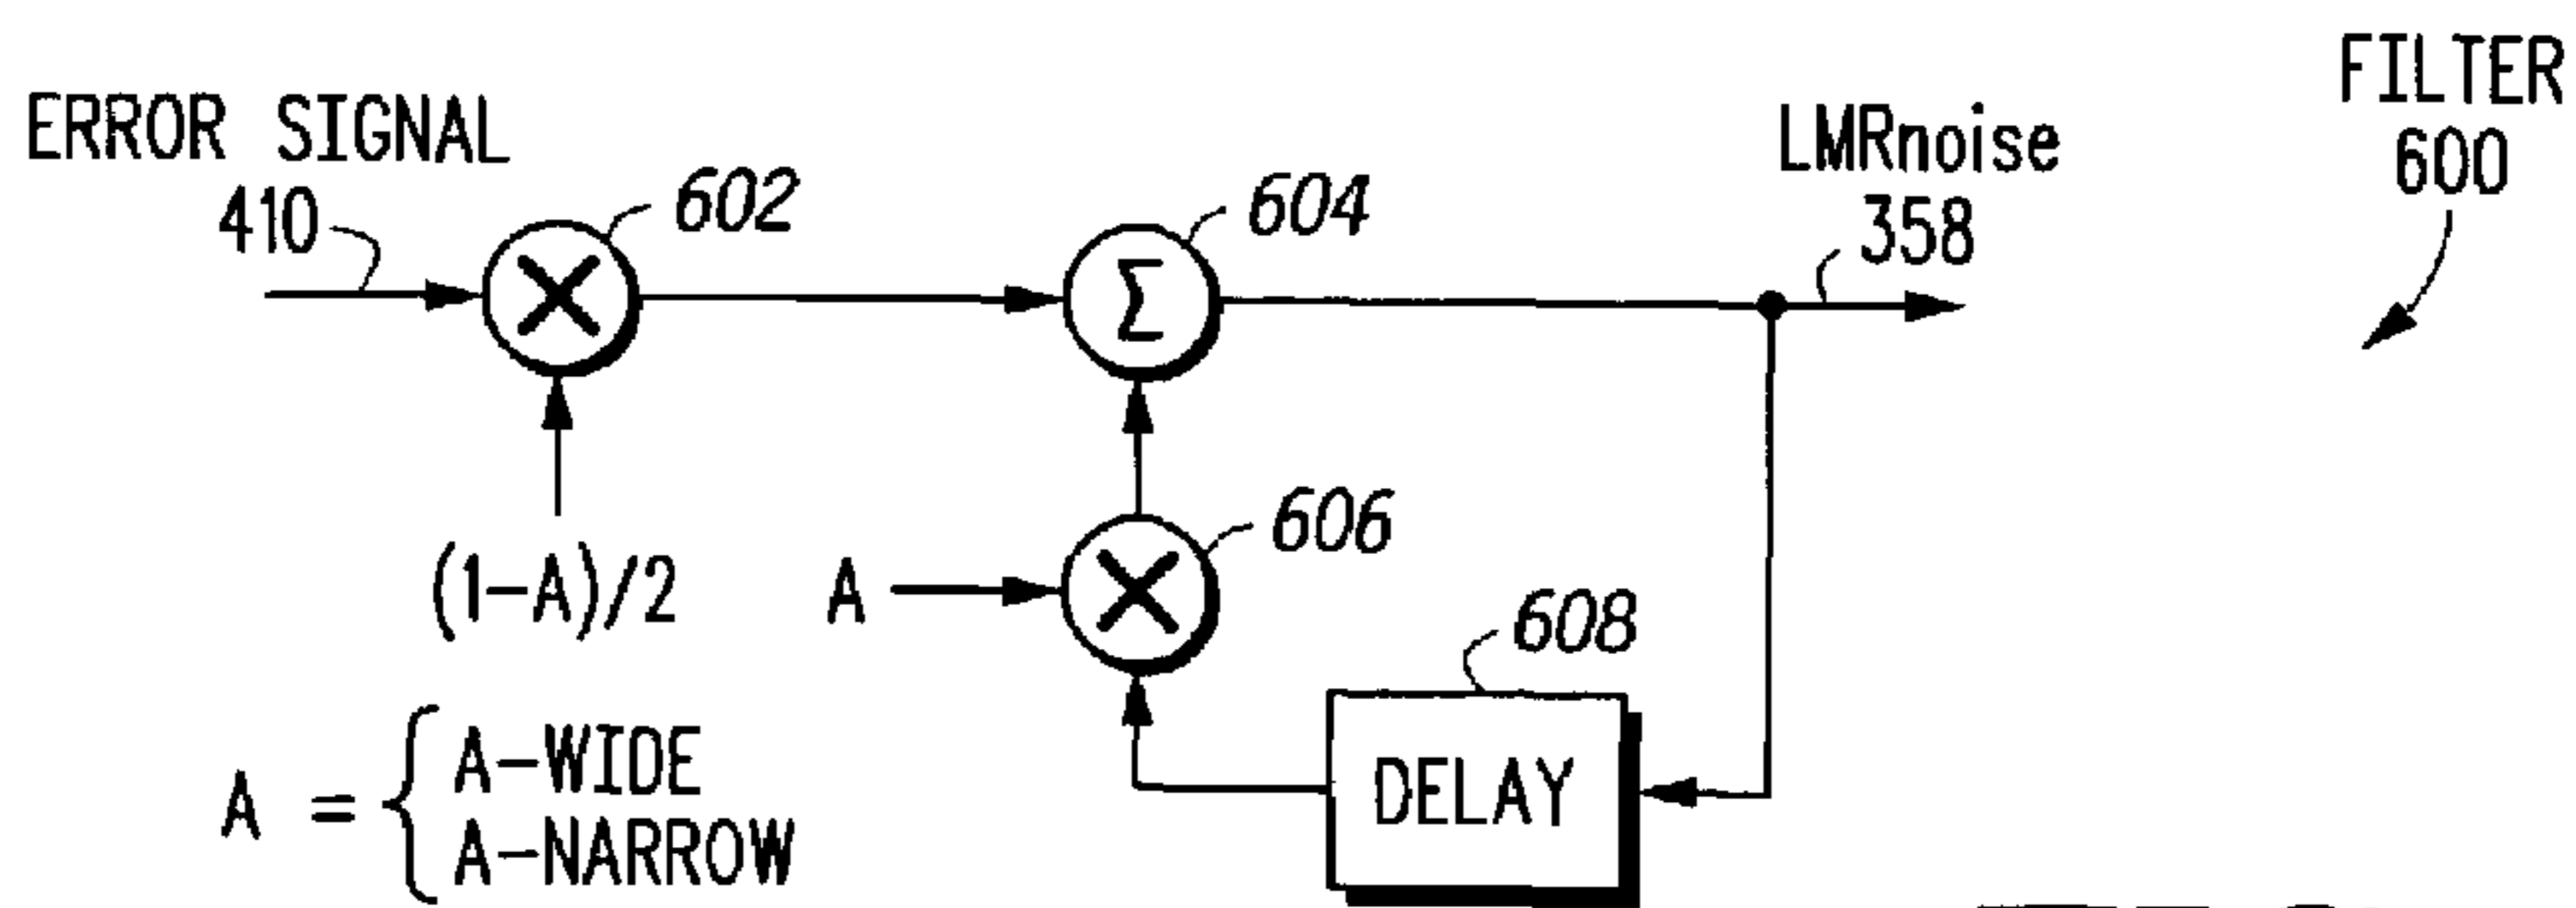 ERROR SIGNAL
410
602
604
LMRnoise
358
FILTER
600
(1-A)/2
A
606
608
DELAY
A = { A-WIDE
A-NARROW